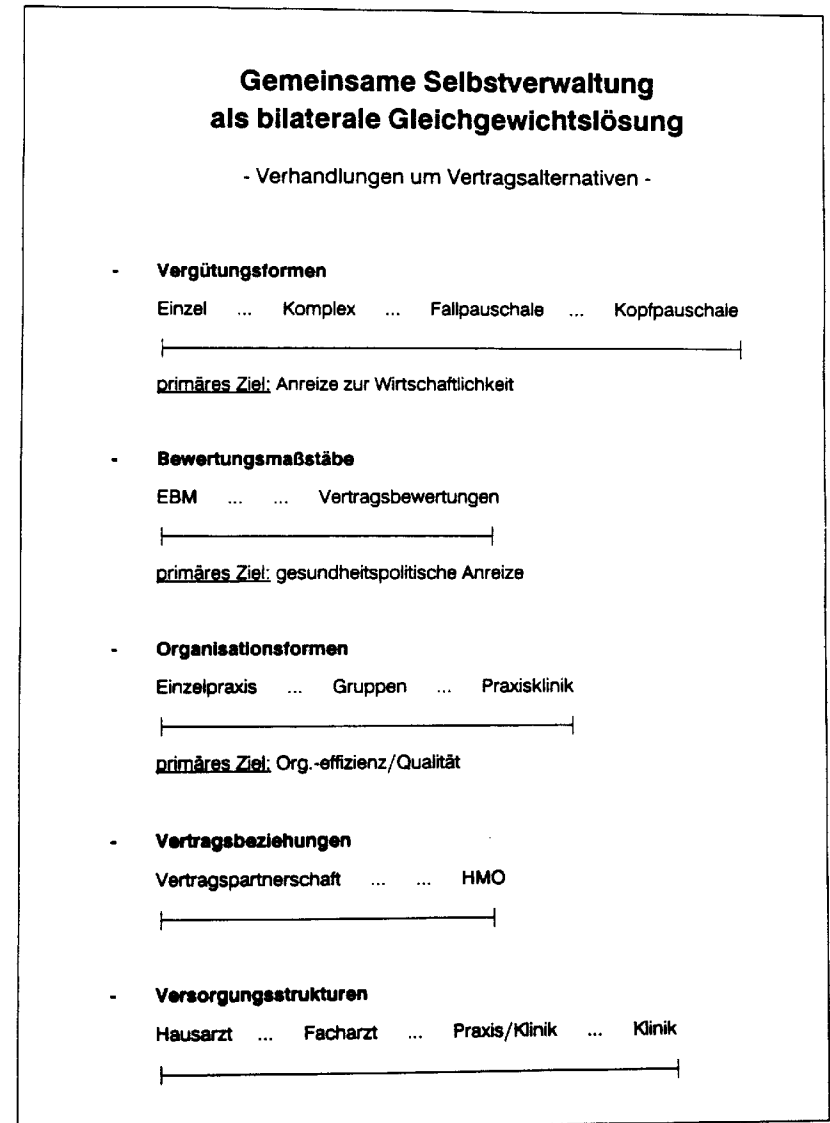 Gemeinsame Selbstverwaltung
als bilaterale Gleichgewichtslösung
- Verhandlungen um Vertragsalternativen -
- Vergütungsformen
Einzel ... Komplex ... Fallpauschale ... Kopfpauschale
primäres Ziel: Anreize zur Wirtschaftlichkeit
- Bewertungsmaßstäbe
EBM ... ... Vertragsbewertungen
primäres Ziel: gesundheitspolitische Anreize
- Organisationsformen
Einzelpraxis ... Gruppen ... Praxisklinik
primäres Ziel: Org.-effizienz/Qualität
- Vertragsbeziehungen
Vertragspartnerschaft ... ... HMO
- Versorgungsstrukturen
Hausarzt ... Facharzt ... Praxis/Klinik ... Klinik